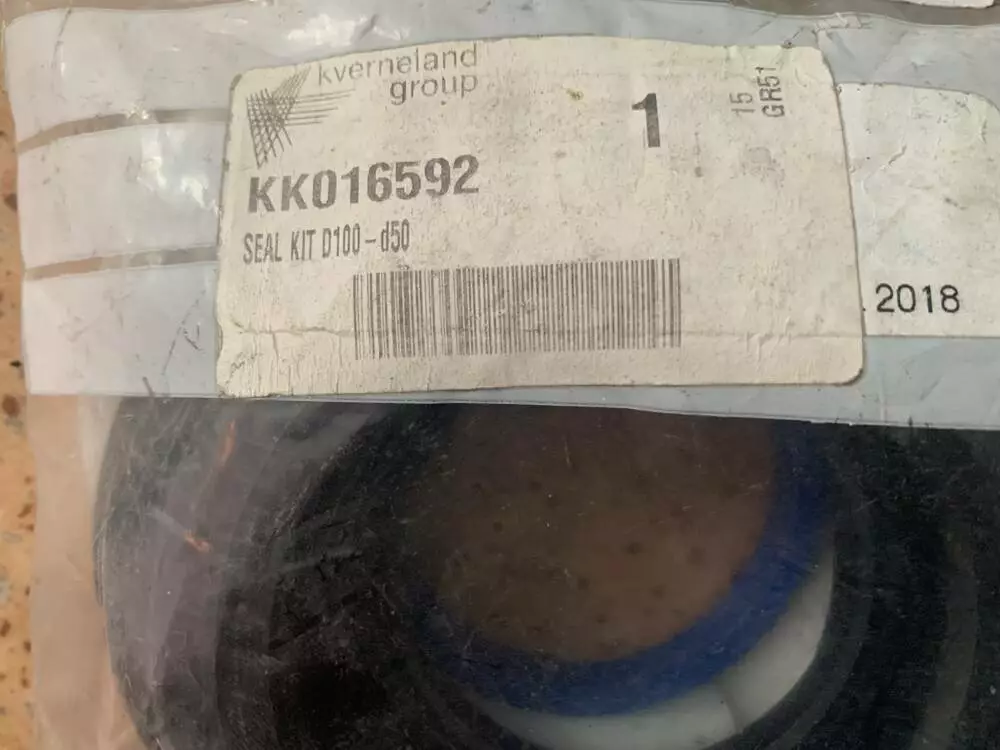 kverneland
group
1
15
GR51
KK016592
SEAL KIT D100-d50
. 2018